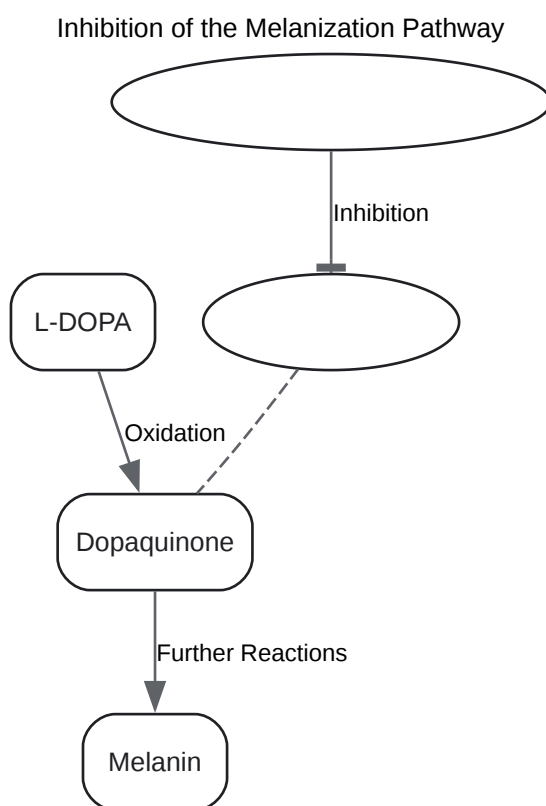 Inhibition of the Melanization Pathway
Inhibition
L-DOPA
Oxidation
Dopaquinone
Further Reactions
Melanin